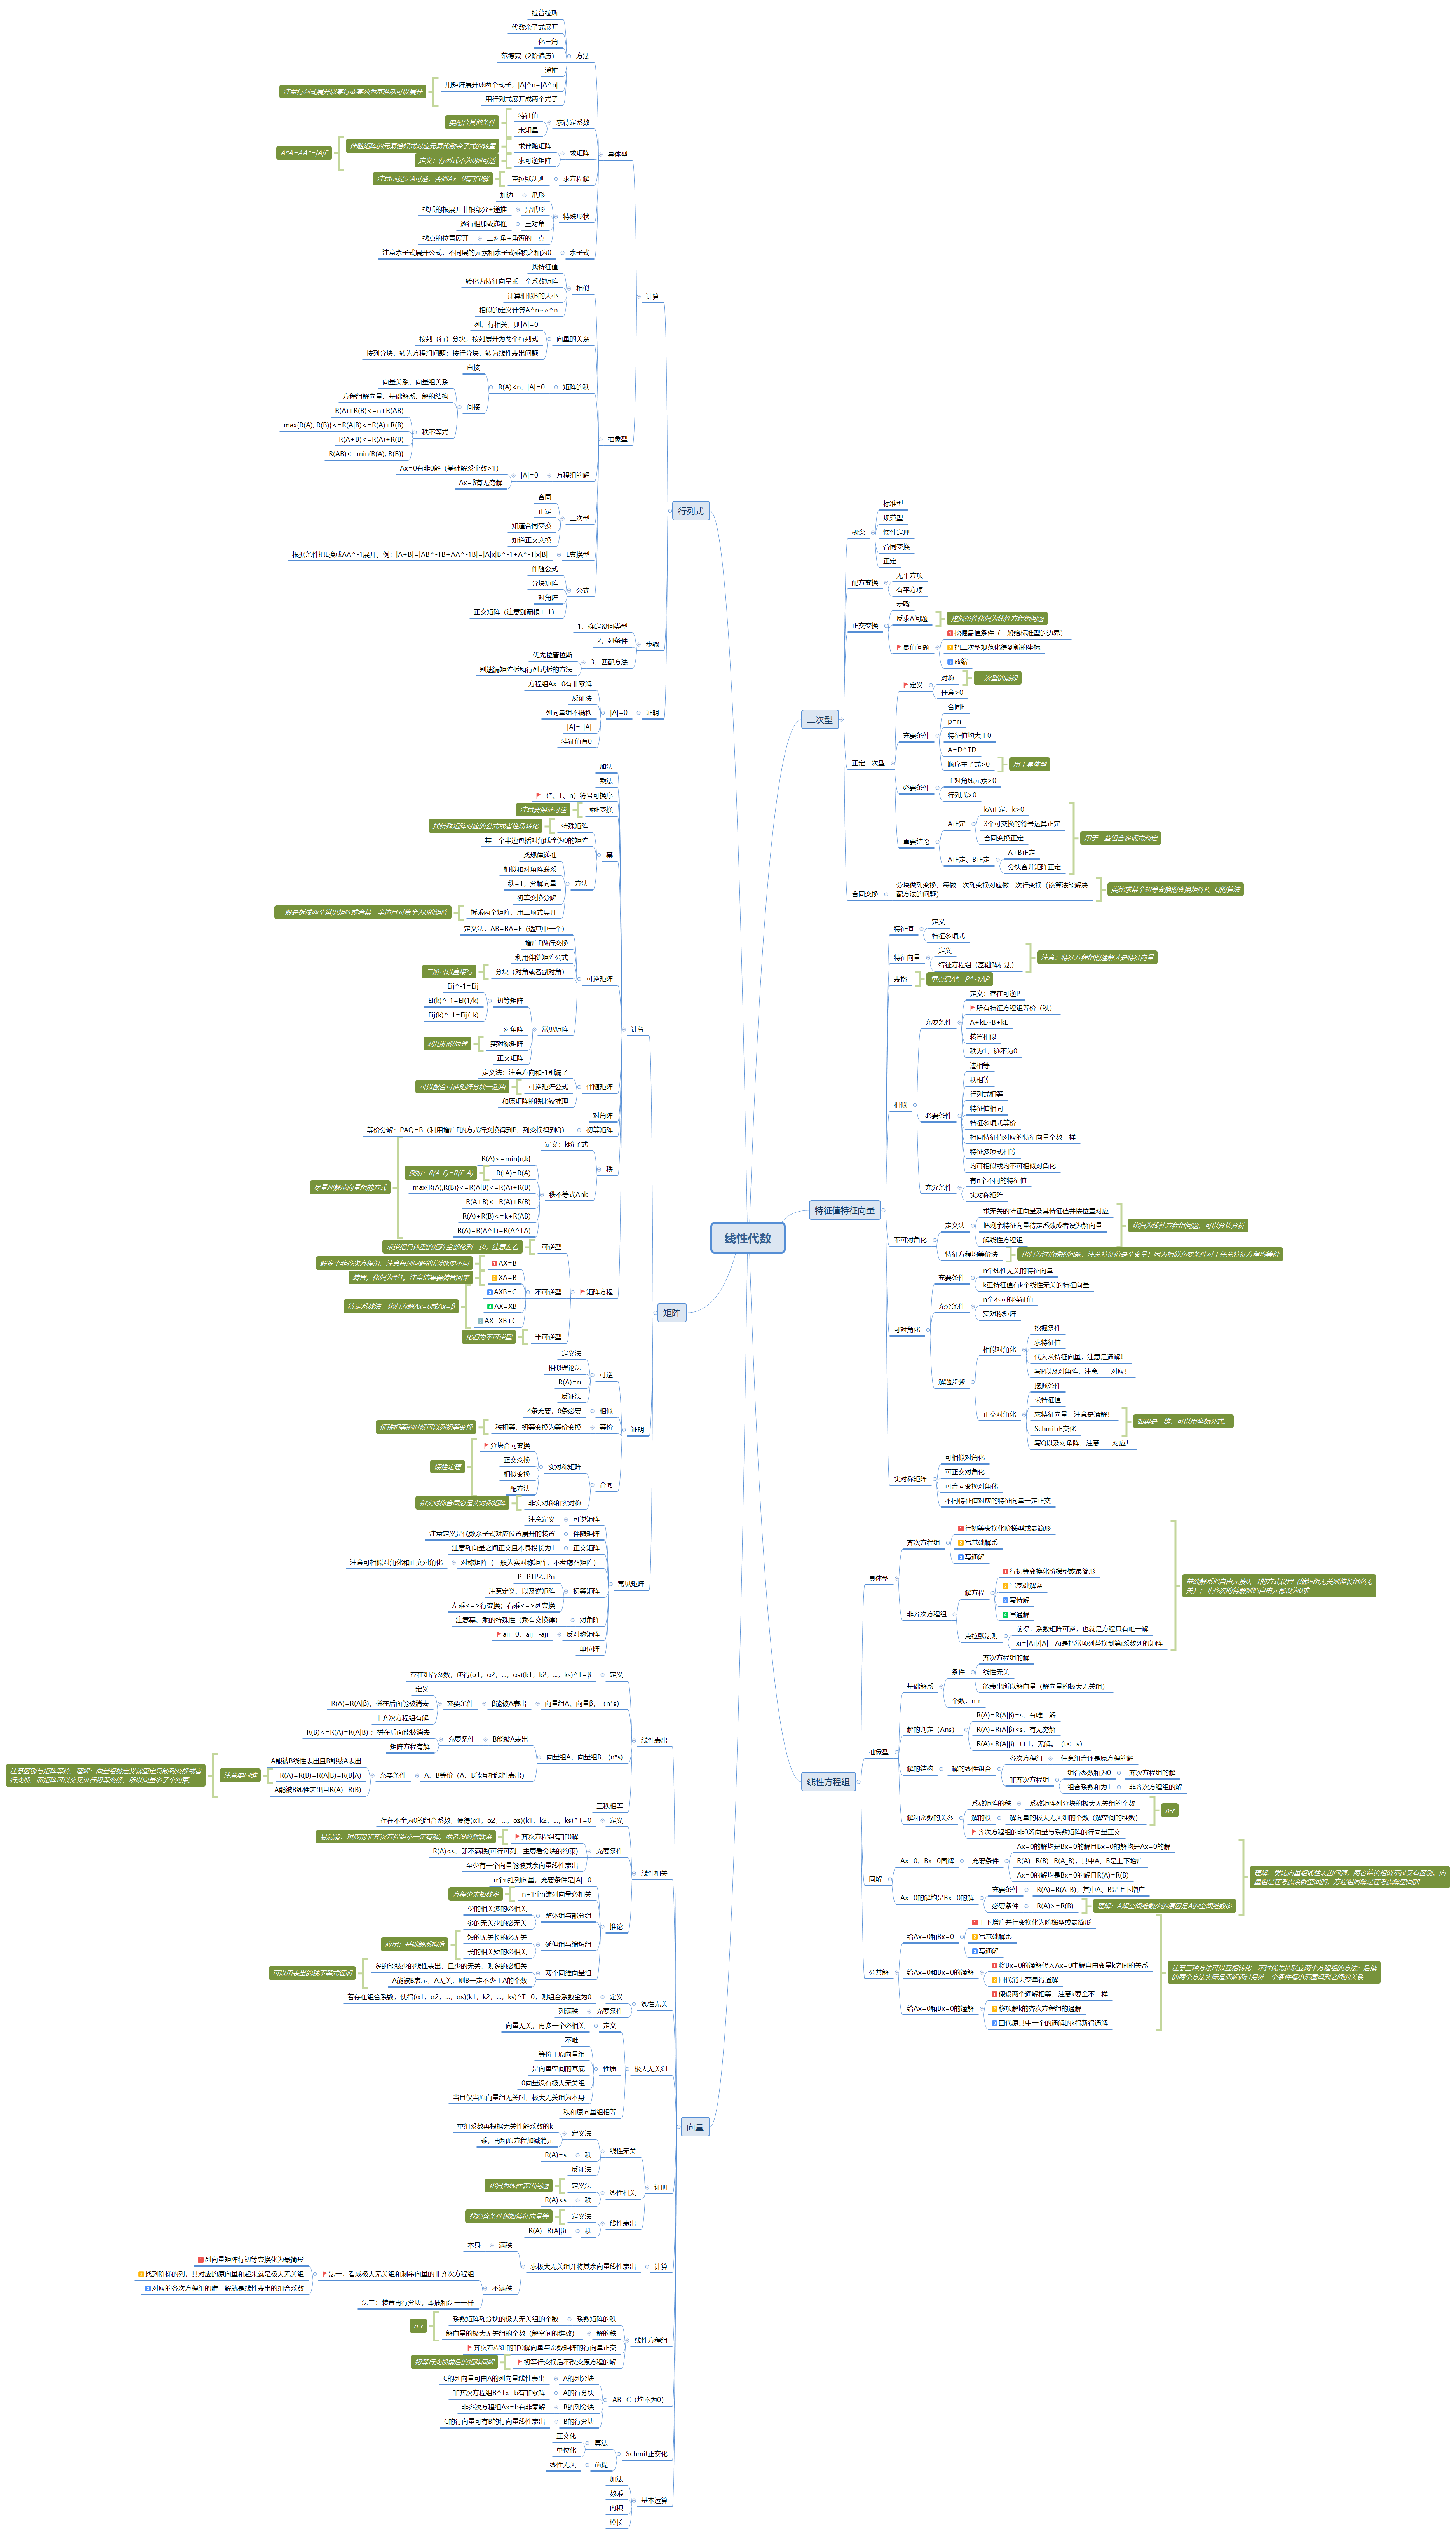 线性代数
行列式
计算
具体型
方法
拉普拉斯
代数余子式展开
化三角
范德蒙（2阶遍历）
递推
用矩阵展开成两个式子，|A|^n=|A^n|
用行列式展开成两个式子
注意行列式展开以某行或某列为基准就可以展开
求待定系数
特征值
未知量
要配合其他条件
求矩阵
求伴随矩阵
伴随矩阵的元素恰好式对应元素代数余子式的转置
求可逆矩阵
定义：行列式不为0则可逆
A*A=AA*=|A|E
求方程解
克拉默法则
注意前提是A可逆，否则Ax=0有非0解
特殊形状
爪形
加边
异爪形
找爪的根展开非根部分+递推
三对角
逐行相加或递推
二对角+角落的一点
找点的位置展开
余子式
注意余子式展开公式，不同层的元素和余子式乘积之和为0
抽象型
相似
找特征值
转化为特征向量乘一个系数矩阵
计算相似B的大小
相似的定义计算A^n~∧^n
向量的关系
列、行相关，则|A|=0
按列（行）分块，按列展开为两个行列式
按列分块，转为方程组问题；按行分块，转为线性表出问题
矩阵的秩
R(A)<n，|A|=0
直接
间接
向量关系、向量组关系
方程组解向量、基础解系、解的结构
秩不等式
R(A)+R(B)<=n+R(AB)
max{R(A), R(B)}<=R(A|B)<=R(A)+R(B)
R(A+B)<=R(A)+R(B)
R(AB)<=min{R(A), R(B)}
方程组的解
|A|=0
Ax=0有非0解（基础解系个数>1）
Ax=β有无穷解
二次型
合同
正定
知道合同变换
知道正交变换
E变换型
根据条件把E换成AA^-1展开。例：|A+B|=|AB^-1B+AA^-1B|=|A|x|B^-1+A^-1|x|B|
公式
伴随公式
分块矩阵
对角阵
正交矩阵（注意别漏根+-1）
步骤
1，确定设问类型
2，列条件
3，匹配方法
优先拉普拉斯
别遗漏矩阵拆和行列式拆的方法
证明
|A|=0
方程组Ax=0有非零解
反证法
列向量组不满秩
|A|=-|A|
特征值有0
矩阵
计算
加法
乘法
（*、T、n）符号可换序
乘E变换
注意要保证可逆
幂
特殊矩阵
找特殊矩阵对应的公式或者性质转化
某一个半边包括对角线全为0的矩阵
方法
找规律递推
相似和对角阵联系
秩=1，分解向量
初等变换分解
拆乘两个矩阵，用二项式展开
一般是拆成两个常见矩阵或者某一半边且对焦全为0的矩阵
可逆矩阵
定义法：AB=BA=E（选其中一个）
增广E做行变换
利用伴随矩阵公式
分块（对角或者副对角）
二阶可以直接写
常见矩阵
初等矩阵
Eij^-1=Eij
Ei(k)^-1=Ei(1/k)
Eij(k)^-1=Eij(-k)
对角阵
实对称矩阵
利用相似原理
正交矩阵
伴随矩阵
定义法：注意方向和-1别漏了
可逆矩阵公式
可以配合可逆矩阵分块一起用
和原矩阵的秩比较推理
对角阵
初等矩阵
等价分解：PAQ=B（利用增广E的方式行变换得到P，列变换得到Q）
秩
定义：k阶子式
秩不等式Ank
R(A)<=min(n,k)
R(tA)=R(A)
例如：R(A-E)=R(E-A)
max(R(A),R(B))<=R(A|B)<=R(A)+R(B)
R(A+B)<=R(A)+R(B)
R(A)+R(B)<=k+R(AB)
R(A)=R(A^T)=R(A^TA)
尽量理解成向量组的方式
矩阵方程
可逆型
求逆把具体型的矩阵全部化到一边，注意左右
不可逆型
AX=B
解多个非齐次方程组，注意每列同解的常数k要不同
XA=B
转置，化归为型1。注意结果要转置回来
AXB=C
AX=XB
AX=XB+C
待定系数法，化归为解Ax=0或Ax=β
半可逆型
化归为不可逆型
证明
可逆
定义法
相似理论法
R(A)=n
反证法
相似
4条充要，8条必要
等价
秩相等，初等变换为等价变换
证秩相等的时候可以列初等变换
合同
实对称矩阵
分块合同变换
正交变换
相似变换
配方法
惯性定理
非实对称和实对称
和实对称合同必是实对称矩阵
常见矩阵
可逆矩阵
注意定义
伴随矩阵
注意定义是代数余子式对应位置展开的转置
正交矩阵
注意列向量之间正交且本身模长为1
对称矩阵（一般为实对称矩阵，不考虑酉矩阵）
注意可相似对角化和正交对角化
初等矩阵
P=P1P2...Pn
注意定义，以及逆矩阵
左乘<=>行变换；右乘<=>列变换
对角阵
注意幂、乘的特殊性（乘有交换律）
反对称矩阵
aii=0，aij=-aji
单位阵
向量
线性表出
定义
存在组合系数，使得(α1，α2，...，αs)(k1，k2，...，ks)^T=β
向量组A，向量β，（n*s）
β能被A表出
充要条件
定义
R(A)=R(A|β)，拼在后面能被消去
非齐次方程组有解
向量组A、向量组B，(n*s)
B能被A表出
充要条件
R(B)<=R(A)=R(A|B)；拼在后面能被消去
矩阵方程有解
A、B等价（A、B能互相线性表出）
充要条件
A能被B线性表出且B能被A表出
R(A)=R(B)=R(A|B)=R(B|A)
A能被B线性表出且R(A)=R(B)
注意要同维
注意区别与矩阵等价。理解：向量组被定义就固定只能列变换或者行变换，而矩阵可以交叉进行初等变换。所以向量多了个约束。
三秩相等
线性相关
定义
存在不全为0的组合系数，使得(α1，α2，...，αs)(k1，k2，...，ks)^T=0
充要条件
齐次方程组有非0解
易混淆：对应的非齐次方程组不一定有解，两者没必然联系
R(A)<s，即不满秩(可行可列，主要看分块的约束)
至少有一个向量能被其余向量线性表出
推论
n个n维列向量，充要条件是|A|=0
n+1个n维列向量必相关
方程少未知数多
整体组与部分组
少的相关多的必相关
多的无关少的必无关
延伸组与缩短组
短的无关长的必无关
长的相关短的必相关
应用：基础解系构造
两个同维向量组
多的能被少的线性表出，且少的无关，则多的必相关
A能被B表示，A无关，则B一定不少于A的个数
可以用表出的秩不等式证明
线性无关
定义
若存在组合系数，使得(α1，α2，...，αs)(k1，k2，...，ks)^T=0，则组合系数全为0
充要条件
列满秩
极大无关组
定义
向量无关，再多一个必相关
性质
不唯一
等价于原向量组
是向量空间的基底
0向量没有极大无关组
当且仅当原向量组无关时，极大无关组为本身
秩和原向量组相等
证明
线性无关
定义法
重组系数再根据无关性解系数的k
乘，再和原方程加减消元
秩
R(A)=s
反证法
线性相关
定义法
化归为线性表出问题
秩
R(A)<s
线性表出
定义法
找隐含条件例如特征向量等
秩
R(A)=R(A|β)
计算
求极大无关组并将其余向量线性表出
满秩
本身
不满秩
法一：看成极大无关组和剩余向量的非齐次方程组
列向量矩阵行初等变换化为最简形
找到阶梯的列，其对应的原向量和起来就是极大无关组
对应的齐次方程组的唯一解就是线性表出的组合系数
法二：转置再行分块，本质和法一一样
线性方程组
系数矩阵的秩
系数矩阵列分块的极大无关组的个数
解的秩
解向量的极大无关组的个数（解空间的维数）
n-r
齐次方程组的非0解向量与系数矩阵的行向量正交
初等行变换后不改变原方程的解
初等行变换前后的矩阵同解
AB=C（均不为0）
A的列分块
C的列向量可由A的列向量线性表出
A的行分块
非齐次方程组B^Tx=b有非零解
B的列分块
非齐次方程组Ax=b有非零解
B的行分块
C的行向量可有B的行向量线性表出
Schmit正交化
算法
正交化
单位化
前提
线性无关
基本运算
加法
数乘
内积
模长
二次型
概念
标准型
规范型
惯性定理
合同变换
正定
配方变换
无平方项
有平方项
正交变换
步骤
反求A问题
挖掘条件化归为线性方程组问题
最值问题
挖掘最值条件（一般给标准型的边界）
把二次型规范化得到新的坐标
放缩
正定二次型
定义
对称
二次型的前提
任意>0
充要条件
合同E
p=n
特征值均大于0
A=D^TD
顺序主子式>0
用于具体型
必要条件
主对角线元素>0
行列式>0
重要结论
A正定
kA正定，k>0
3个可交换的符号运算正定
合同变换正定
A正定、B正定
A+B正定
分块合并矩阵正定
用于一些组合多项式判定
合同变换
分块做列变换，每做一次列变换对应做一次行变换（该算法能解决配方法的问题）
类比求某个初等变换的变换矩阵P、Q的算法
特征值特征向量
特征值
定义
特征多项式
特征向量
定义
特征方程组（基础解析法）
注意：特征方程组的通解才是特征向量
表格
重点记A*、P^-1AP
相似
充要条件
定义：存在可逆P
所有特征方程组等价（秩）
A+kE~B+kE
转置相似
秩为1，迹不为0
必要条件
迹相等
秩相等
行列式相等
特征值相同
特征多项式等价
相同特征值对应的特征向量个数一样
特征多项式相等
均可相似或均不可相似对角化
充分条件
有n个不同的特征值
实对称矩阵
不可对角化
定义法
求无关的特征向量及其特征值并按位置对应
把剩余特征向量待定系数或者设为解向量
解线性方程组
化归为线性方程组问题，可以分块分析
特征方程均等价法
化归为讨论秩的问题，注意特征值是个变量！因为相似充要条件对于任意特征方程均等价
可对角化
充要条件
n个线性无关的特征向量
k重特征值有k个线性无关的特征向量
充分条件
n个不同的特征值
实对称矩阵
解题步骤
相似对角化
挖掘条件
求特征值
代入求特征向量，注意是通解！
写P以及对角阵，注意一一对应！
正交对角化
挖掘条件
求特征值
求特征向量，注意是通解！
Schmit正交化
写Q以及对角阵，注意一一对应！
如果是三维，可以用坐标公式。
实对称矩阵
可相似对角化
可正交对角化
可合同变换对角化
不同特征值对应的特征向量一定正交
线性方程组
具体型
齐次方程组
行初等变换化阶梯型或最简形
写基础解系
写通解
非齐次方程组
解方程
行初等变换化阶梯型或最简形
写基础解系
写特解
写通解
克拉默法则
前提：系数矩阵可逆，也就是方程只有唯一解
xi=|Ai|/|A|，Ai是把常项列替换到第i系数列的矩阵
基础解系把自由元按0、1的方式设置（缩短组无关则伸长组必无关）；非齐次的特解则把自由元都设为0求
抽象型
基础解系
条件
齐次方程组的解
线性无关
能表出所以解向量（解向量的极大无关组）
个数：n-r
解的判定（Ans）
R(A)=R(A|β)=s，有唯一解
R(A)=R(A|β)<s，有无穷解
R(A)<R(A|β)=t+1，无解。（t<=s）
解的结构
解的线性组合
齐次方程组
任意组合还是原方程的解
非齐次方程组
组合系数和为0
齐次方程组的解
组合系数和为1
非齐次方程组的解
解和系数的关系
系数矩阵的秩
系数矩阵列分块的极大无关组的个数
解的秩
解向量的极大无关组的个数（解空间的维数）
n-r
齐次方程组的非0解向量与系数矩阵的行向量正交
同解
Ax=0、Bx=0同解
充要条件
Ax=0的解均是Bx=0的解且Bx=0的解均是Ax=0的解
R(A)=R(B)=R(A_B)，其中A、B是上下增广
Ax=0的解均是Bx=0的解且R(A)=R(B)
Ax=0的解均是Bx=0的解
充要条件
R(A)=R(A_B)，其中A、B是上下增广
必要条件
R(A)>=R(B)
理解：A解空间维数少的原因是A的空间维数多
理解：类比向量组线性表出问题，两者结论相似不过又有区别。向量组是在考虑系数空间的；方程组同解是在考虑解空间的
公共解
给Ax=0和Bx=0
上下增广并行变换化为阶梯型或最简形
写基础解系
写通解
给Ax=0和Bx=0的通解
将Bx=0的通解代入Ax=0中解自由变量k之间的关系
回代消去变量得通解
给Ax=0和Bx=0的通解
假设两个通解相等，注意k要全不一样
移项解k的齐次方程组的通解
回代原其中一个的通解的k得新得通解
注意三种方法可以互相转化，不过优先选联立两个方程组的方法；后续的两个方法实际是通解通过另外一个条件缩小范围得到之间的关系